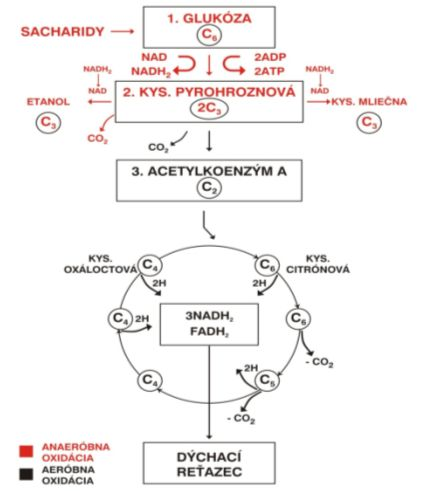 1. GLUKÓZA
SACHARIDY
C₆
NAD
2ADP
NADH₂
2ATP
NADH₂
NADH₂
NAD
2. KYS. PYROHROZNOVÁ
NAD
ETANOL
2C₃
KYS. MLIEČNA
C₃
C₃
CO₂
CO₂
3. ACETYLKOENZÝM A
C₂
KYS.
OXÁLOCTOVÁ
C₄
C₆
KYS.
CITRÓNOVÁ
2H
2H
C₄
2H
3NADH₂
FADH₂
C₆
- CO₂
2H
C₄
C₅
- CO₂
DÝCHACÍ
REŤAZEC
ANAERÓBNA
OXIDÁCIA
AERÓBNA
OXIDÁCIA